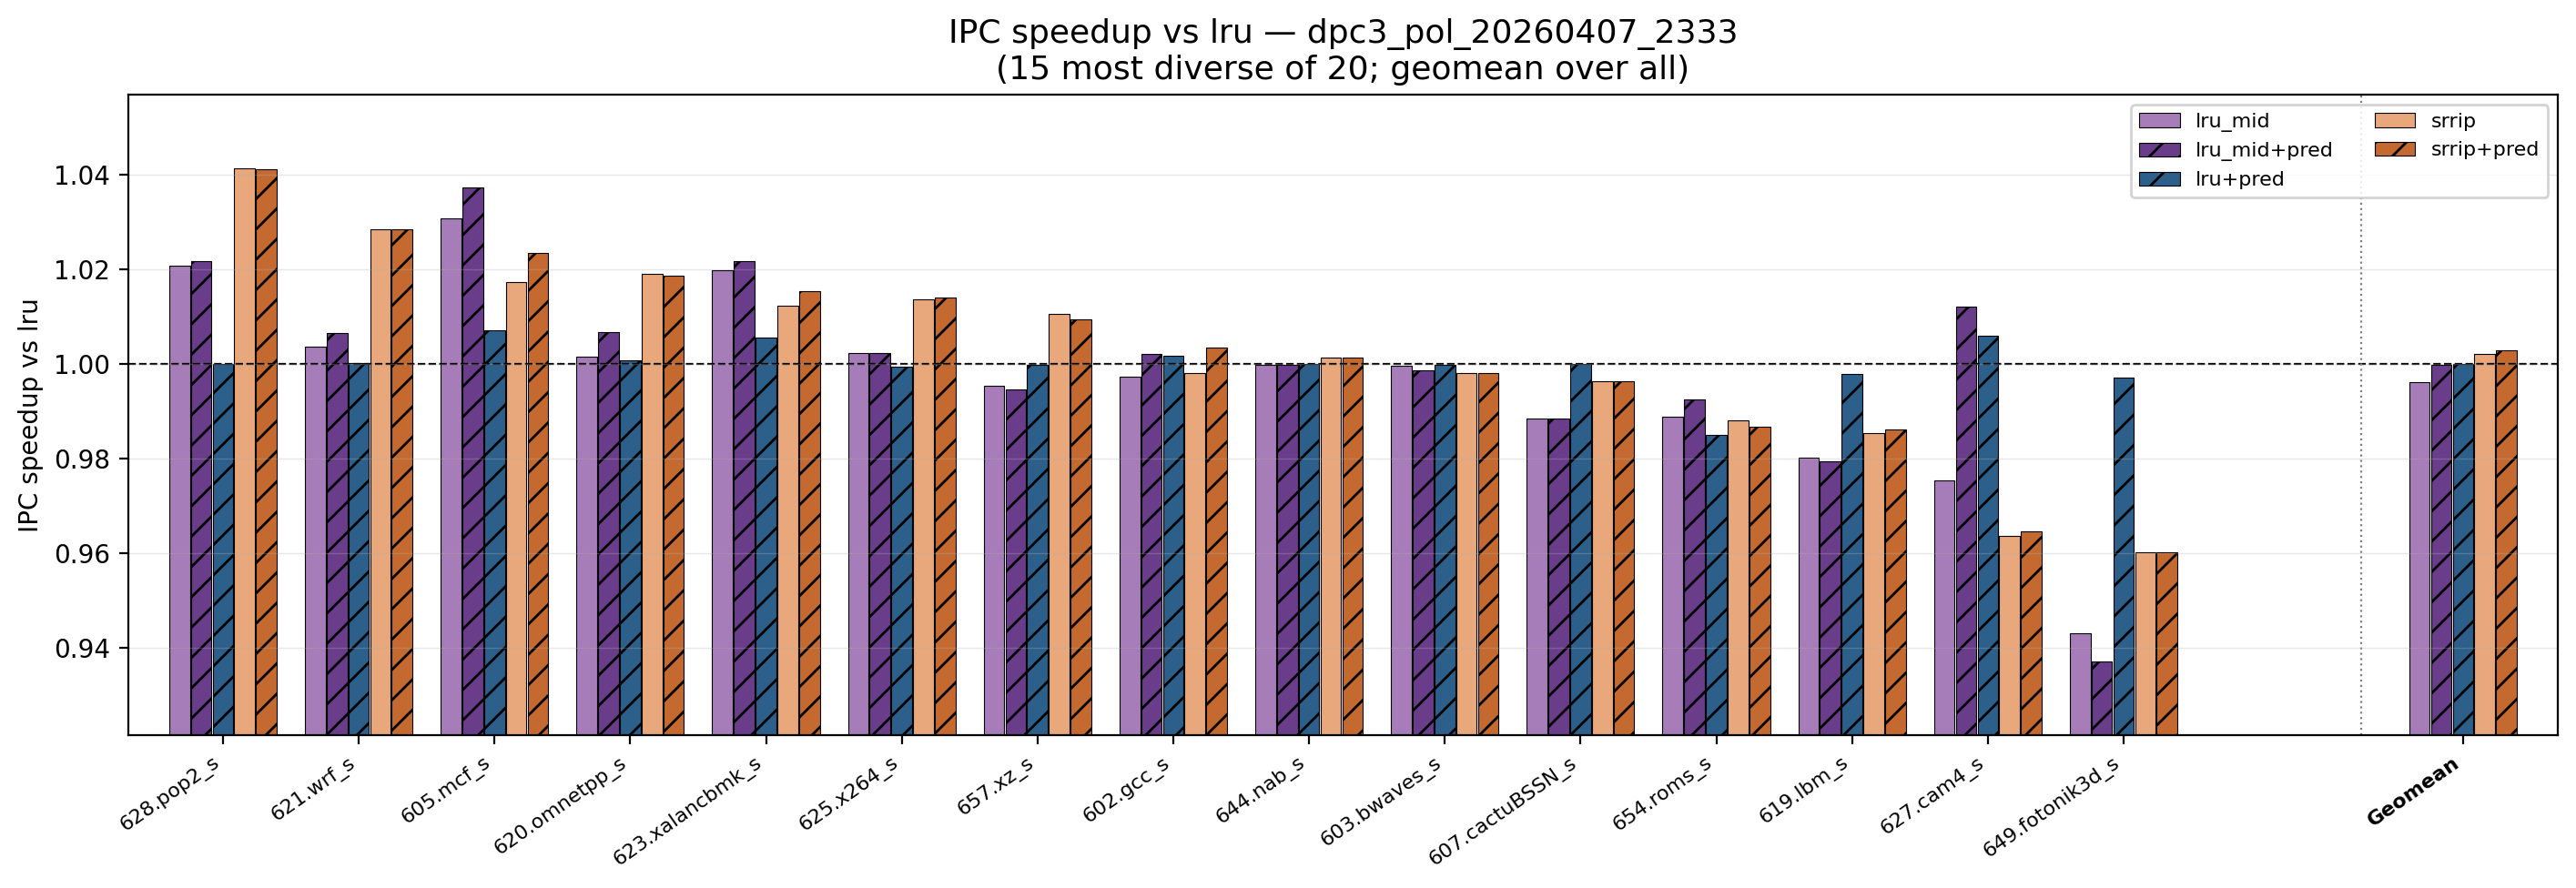 IPC speedup vs lru — dpc3_pol_20260407_2333
(15 most diverse of 20; geomean over all)
IPC speedup vs lru
1.04
1.02
1.00
0.98
0.96
0.94
lru_mid
lru_mid+pred
lru+pred
srrip
srrip+pred
628.pop2_s
621.wrf_s
605.mcf_s
620.omnetpp_s
623.xalancbmk_s
625.x264_s
657.xz_s
602.gcc_s
644.nab_s
603.bwaves_s
607.cactuBSSN_s
654.roms_s
619.lbm_s
627.cam4_s
649.fotonik3d_s
Geomean